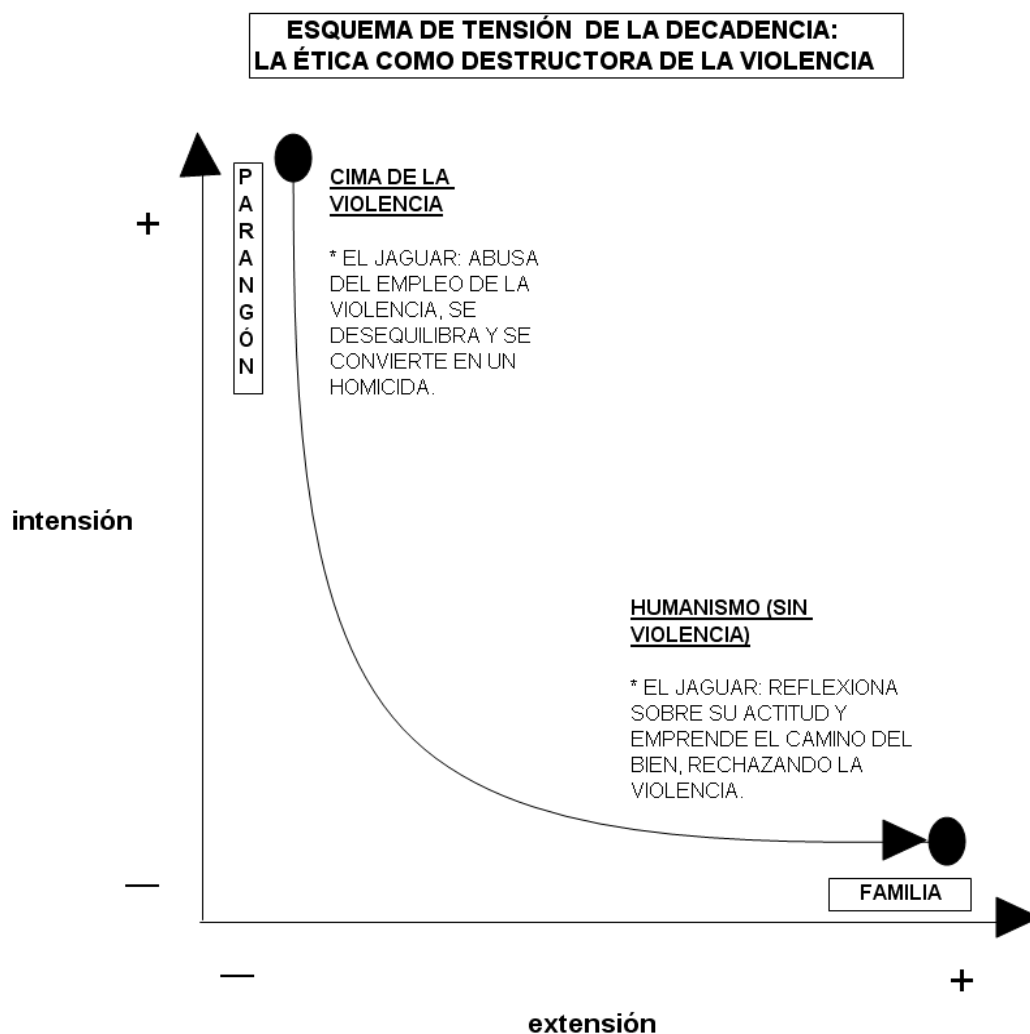 ESQUEMA DE TENSIÓN DE LA DECADENCIA:
LA ÉTICA COMO DESTRUCTORA DE LA VIOLENCIA
P
A
R
A
N
G
Ó
N
CIMA DE LA
VIOLENCIA
+
* EL JAGUAR: ABUSA
DEL EMPLEO DE LA
VIOLENCIA, SE
DESEQUILIBRA Y SE
CONVIERTE EN UN
HOMICIDA.
intensión
HUMANISMO (SIN
VIOLENCIA)
* EL JAGUAR: REFLEXIONA
SOBRE SU ACTITUD Y
EMPRENDE EL CAMINO DEL
BIEN, RECHAZANDO LA
VIOLENCIA.
—
FAMILIA
— +
extensión